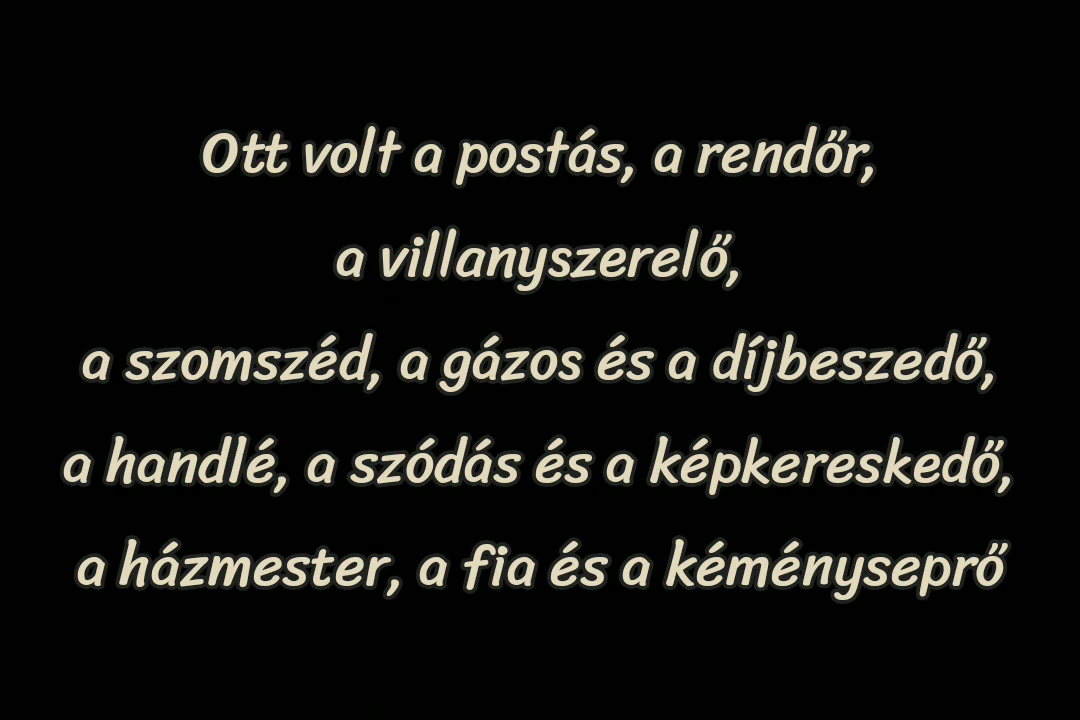 Ott volt a postás, a rendőr,
a villanyszerelő,
a szomszéd, a gázos és a díjbeszedő,
a handlé, a szódás és a képkereskedő,
a házmester, a fia és a kéményseprő